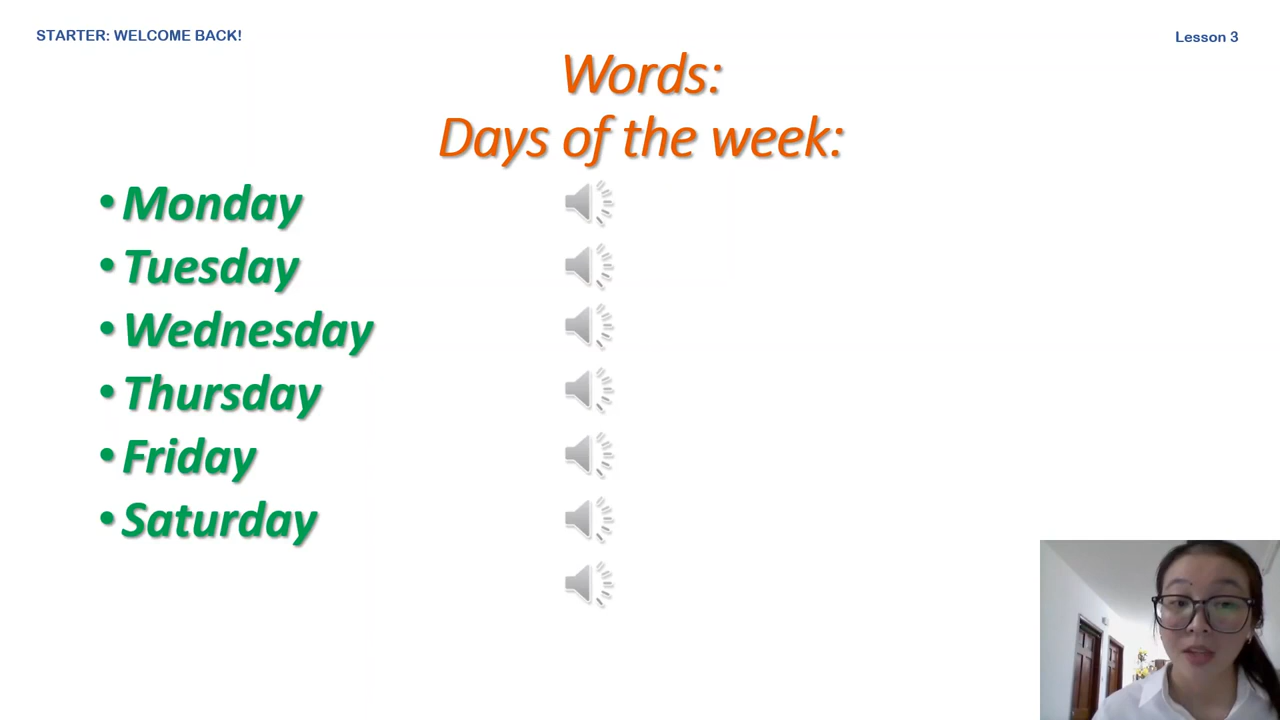 STARTER: WELCOME BACK!
Lesson 3
Words:
Days of the week:
• Monday
• Tuesday
• Wednesday
• Thursday
• Friday
• Saturday